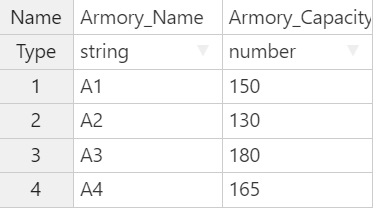 Name Armory_Name Armory_Capacity
Type string number
1 A1 150
2 A2 130
3 A3 180
4 A4 165